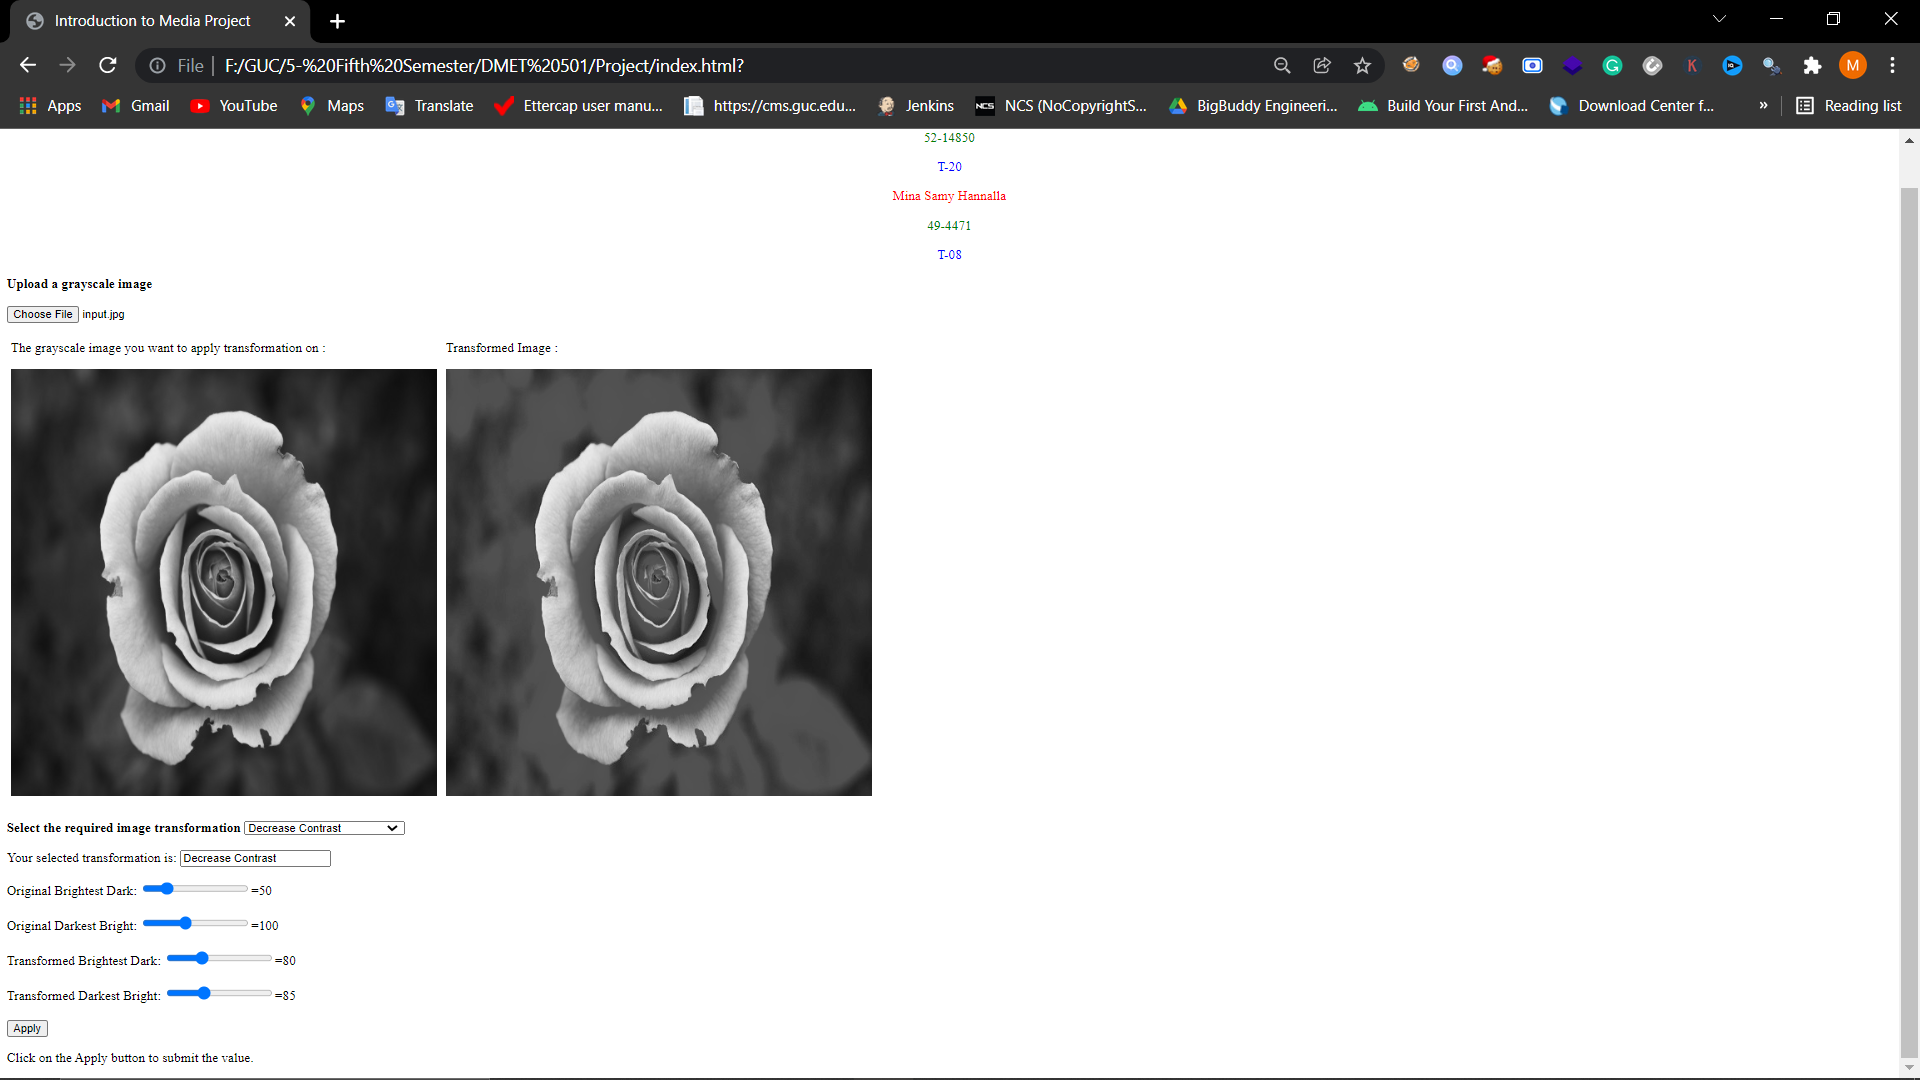 Introduction to Media Project
File F:/GUC/5-%20Fifth%20Semester/DMET%20501/Project/index.html?
M
Apps Gmail YouTube Maps Translate Ettercap user manu... https://cms.guc.edu... Jenkins NCS NCS (NoCopyrightS... BigBuddy Engineeri... Build Your First And... Download Center f... » Reading list
52-14850
T-20
Mina Samy Hannalla
49-4471
T-08
Upload a grayscale image
Choose File input.jpg
The grayscale image you want to apply transformation on : Transformed Image :
Select the required image transformation Decrease Contrast
Your selected transformation is: Decrease Contrast
Original Brightest Dark: =50
Original Darkest Bright: =100
Transformed Brightest Dark: =80
Transformed Darkest Bright: =85
Apply
Click on the Apply button to submit the value.